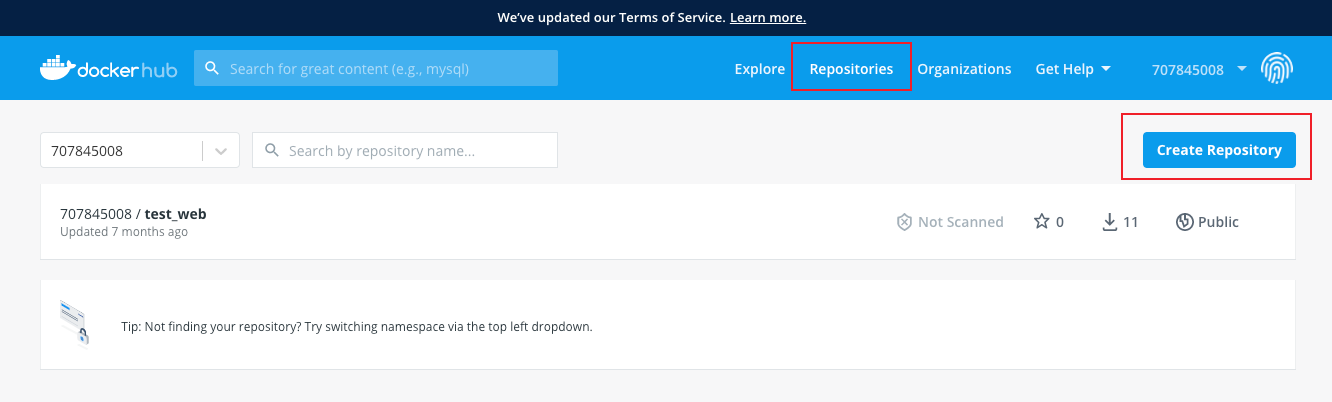 We've updated our Terms of Service. Learn more.
dockerhub Search for great content (e.g., mysql) Explore Repositories Organizations Get Help 707845008
707845008 Search by repository name... Create Repository
707845008 / test_web
Updated 7 months ago
Not Scanned 0 11 Public
Tip: Not finding your repository? Try switching namespace via the top left dropdown.